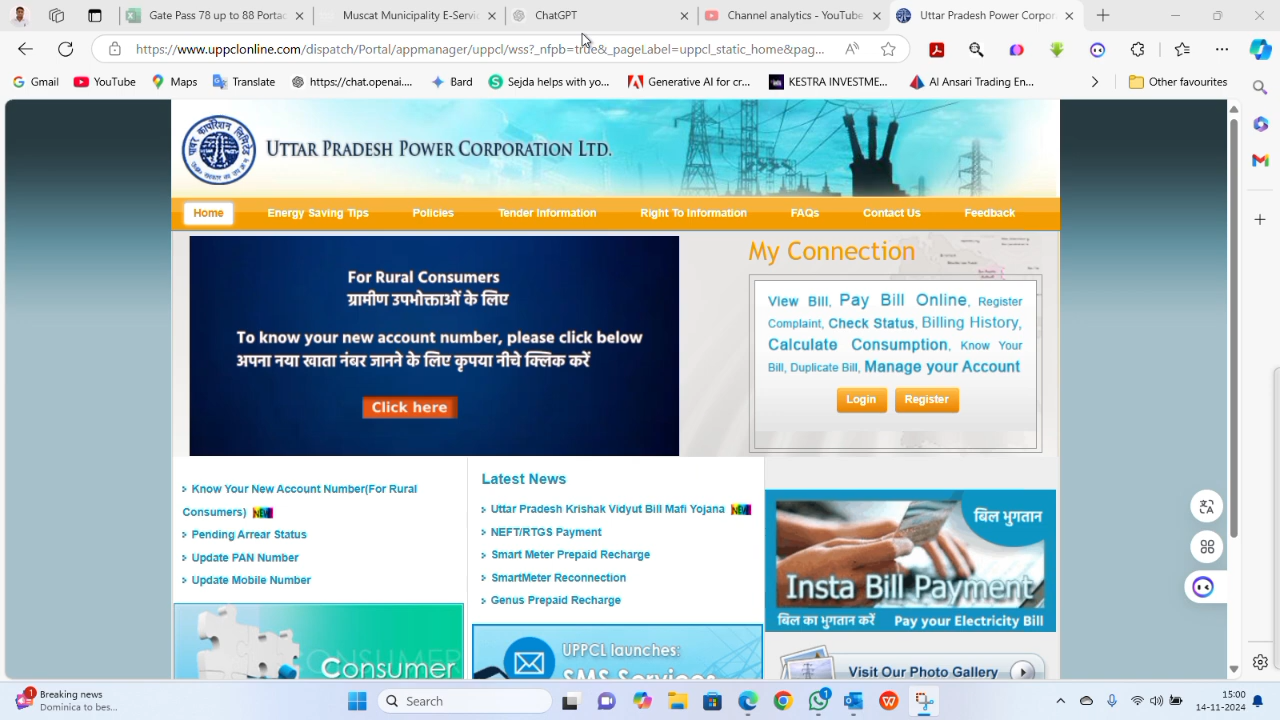 Gate pass 78 up to 88 Parking
Muscat Municipality E-Servic
ChatGPT
Channel analytics - YouTube
Power Corpor
https://www.uppclonline.com/dispatch/Portal/appmanager/uppcl/wss?_nfpb=true&_pageLabel=uppcl_static_home&pag...
Gmail
YouTube
Maps
Translate
https://chat.openai....
Bard
Sejda helps with yo...
Generative AI for cr...
KESTRA INVESTME...
AI Ansari Trading En...
Other favourites
UTTAR PRADESH POWER CORPORATION LTD.
Home Energy Saving Tips Policies Tender Information Right To Information FAQs Contact Us Feedback
For Rural Consumers
ग्रामीण उपभोक्ताओं के लिए
To know your new account number, please click below
अपना नया खाता नंबर जानने के लिए कृपया नीचे क्लिक करें
Click here
My Connection
View Bill, Pay Bill Online, Register
Complaint, Check Status, Billing History,
Calculate Consumption, Know Your
Bill, Duplicate Bill, Manage your Account
Login Register
Know Your New Account Number(For Rural
Consumers) NEW
Pending Arrear Status
Update PAN Number
Update Mobile Number
CONSUMER
Consumer
Latest News
Uttar Pradesh Krishak Vidyut Bill Mafi Yojana NEW
NEFT/RTGS Payment
Smart Meter Prepaid Recharge
SmartMeter Reconnection
Genus Prepaid Recharge
UPPCL launches:
SMS Services
बिल भुगतान
Insta Bill Payment
बिल का भुगतान करें Pay your Electricity Bill
Visit Our Photo Gallery
Breaking news
Dominica to bes...
Search
1
1
15:00
14-11-2024